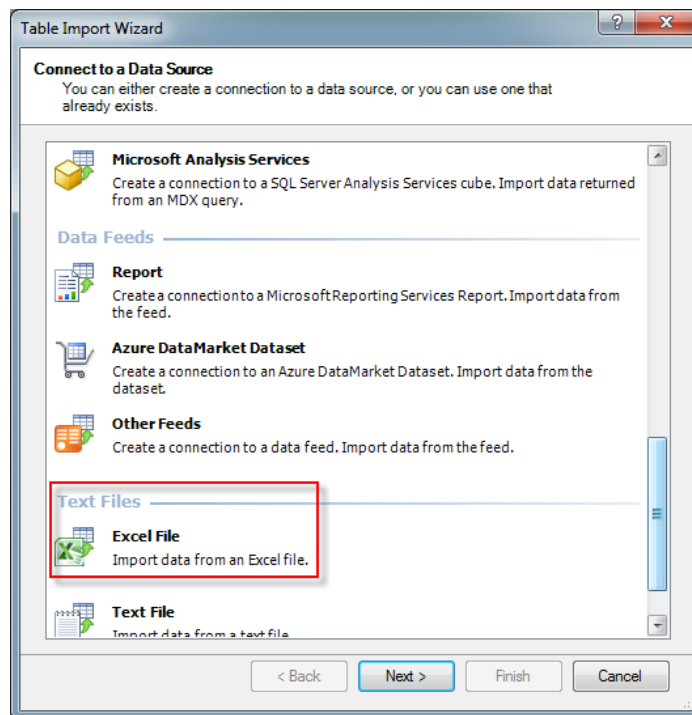 Table Import Wizard
?
X
Connect to a Data Source
You can either create a connection to a data source, or you can use one that
already exists.
Microsoft Analysis Services
Create a connection to a SQL Server Analysis Services cube. Import data returned
from an MDX query.
Data Feeds
Report
Create a connection to a Microsoft Reporting Services Report. Import data from
the feed.
Azure DataMarket Dataset
Create a connection to an Azure DataMarket Dataset. Import data from the
dataset.
Other Feeds
Create a connection to a data feed. Import data from the feed.
Text Files
Excel File
Import data from an Excel file.
Text File
Import data from a text file
< Back
Next >
Finish
Cancel